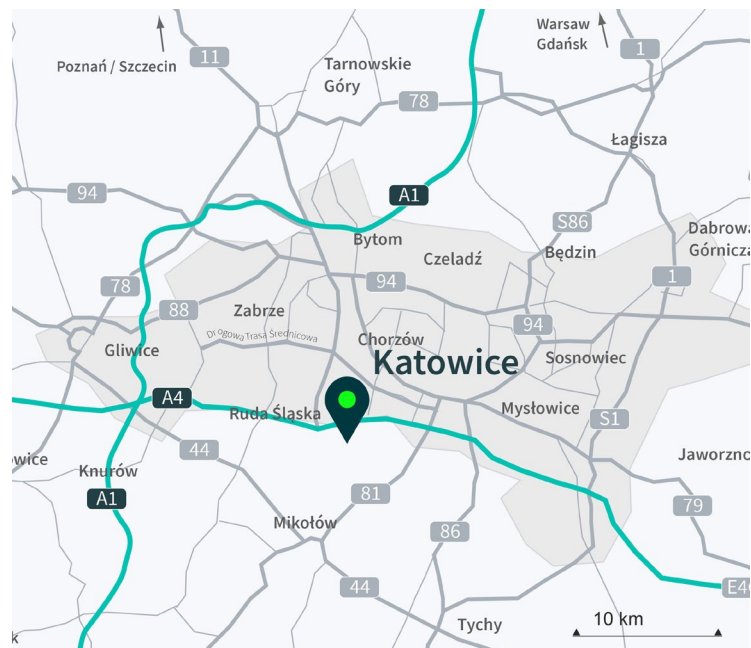 Warsaw
Gdańsk
1
11
Poznań / Szczecin
Tarnowskie
Góry
78
Łagisza
94
A1
S86
Bytom
Czeladź
Będzin
Dabrowa
Górnicza
78
94
1
88
Zabrze
94
Drogowa Trasa Średnicowa
Chorzów
Gliwice
Katowice
Sosnowiec
A4
Ruda Śląska
Mysłowice
S1
44
owice
Knurów
Jaworzno
A1
81
79
Mikołów
86
44
E40
Tychy
10 km
k